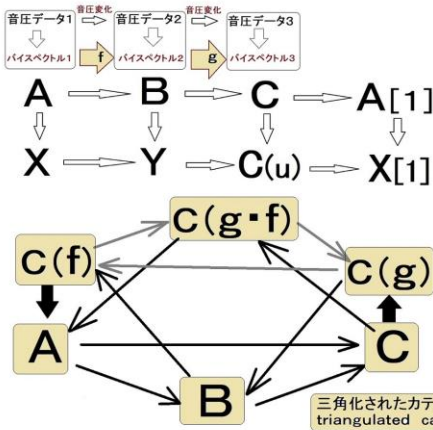 音圧変化 音圧変化
音圧データ1 音圧データ2 音圧データ3
バイスペクトル1 f バイスペクトル2 g バイスペクトル3
A B C A[1]
X Y C(u) X[1]
C(g・f)
C(f) C(g)
A C
B
三角化されたカテ
triangulated ca